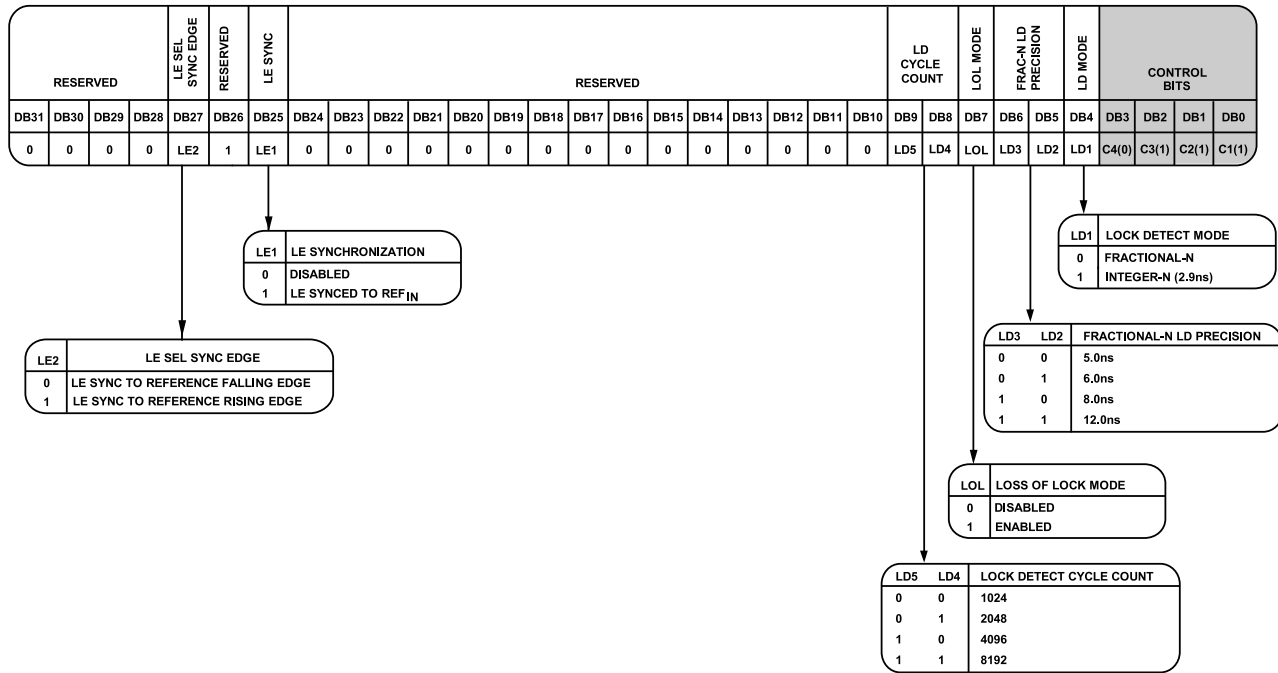 RESERVED
LE SEL
SYNC EDGE
RESERVED
LE SYNC
RESERVED
LD
CYCLE
COUNT
LOL MODE
FRAC-N LD
PRECISION
LD MODE
CONTROL
BITS
DB31 DB30 DB29 DB28 DB27 DB26 DB25 DB24 DB23 DB22 DB21 DB20 DB19 DB18 DB17 DB16 DB15 DB14 DB13 DB12 DB11 DB10 DB9 DB8 DB7 DB6 DB5 DB4 DB3 DB2 DB1 DB0
0 0 0 0 LE2 1 LE1 0 0 0 0 0 0 0 0 0 0 0 0 0 0 0 LD5 LD4 LOL LD3 LD2 LD1 C4(0) C3(1) C2(1) C1(1)
LD1 LOCK DETECT MODE
0 FRACTIONAL-N
1 INTEGER-N (2.9ns)
LE1 LE SYNCHRONIZATION
0 DISABLED
1 LE SYNCED TO REFIN
LE2 LE SEL SYNC EDGE
0 LE SYNC TO REFERENCE FALLING EDGE
1 LE SYNC TO REFERENCE RISING EDGE
LD3 LD2 FRACTIONAL-N LD PRECISION
0 0 5.0ns
0 1 6.0ns
1 0 8.0ns
1 1 12.0ns
LOL LOSS OF LOCK MODE
0 DISABLED
1 ENABLED
LD5 LD4 LOCK DETECT CYCLE COUNT
0 0 1024
0 1 2048
1 0 4096
1 1 8192